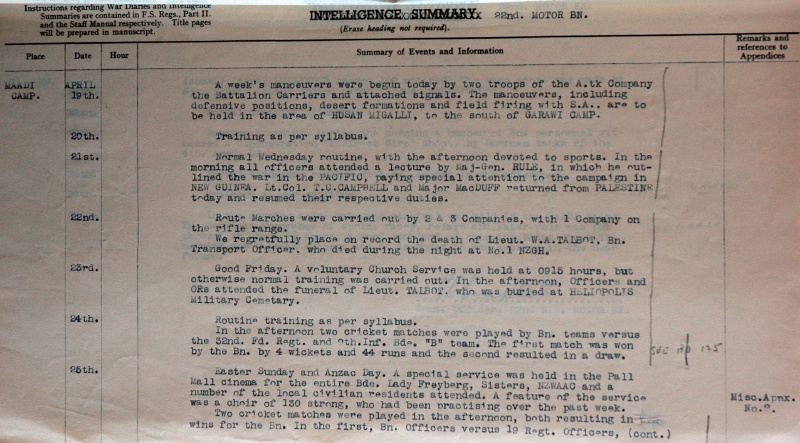 Instructions regarding War Diaries and Intelligence
Summaries are contained in F.S. Regs., Part II.
and the Staff Manual respectively. Title pages
will be prepared in manuscript.
INTELLIGENCE SUMMARY 22nd. MOTOR BN.
(Erase heading not required).
Place Date Hour Summary of Events and Information Remarks and references to Appendices
MAADI CAMP. APRIL 19th. A week's manoeuvers were begun today by two troops of the A.tk Company
the Battalion Carriers and attached signals. The manoeuvers, including
defensive positions, desert formations and field firing with S.A., are to
be held in the area of HUSAN MIGALLI, to the south of GARAWI CAMP.
20th. Training as per syllabus.
21st. Normal Wednesday routine, with the afternoon devoted to sports. In the
morning all officers attended a lecture by Maj-Gen. RULE, in which he out-
lined the war in the PACIFIC, paying special attention to the campaign in
NEW GUINEA. Lt.Col. T.C.CAMPBELL and Major MacDUFF returned from PALESTINE
today and resumed their respective duties.
22nd. Route Marches were carried out by 2 & 3 Companies, with 1 Company on
the rifle range.
We regretfully place on record the death of Lieut. W.A.TALBOT, Bn.
Transport Officer, who died during the night at No.1 NZGH.
23rd. Good Friday. A voluntary Church Service was held at 0915 hours, but
otherwise normal training was carried out. In the afternoon, Officers and
ORs attended the funeral of Lieut. TALBOT, who was buried at HELIOPOLIS
Military Cemetary.
24th. Routine training as per syllabus.
In the afternoon two cricket matches were played by Bn. teams versus
the 32nd. Fd. Regt. and 9th.Inf. Bde. "B" team. The first match was won
by the Bn. by 4 wickets and 44 runs and the second resulted in a draw.
125
25th. Easter Sunday and Anzac Day. A special service was held in the Pall
Mall cinema for the entire Bde. Lady Freyberg, Sisters, NZWAAC and a
number of the local civilian residents attended. A feature of the service
was a choir of 130 strong, who had been practising over the past week. Misc.Apnx. No.2.
Two cricket matches were played in the afternoon, both resulting in
wins for the Bn. In the first, Bn. Officers versus 19 Regt. Officers, (cont.)